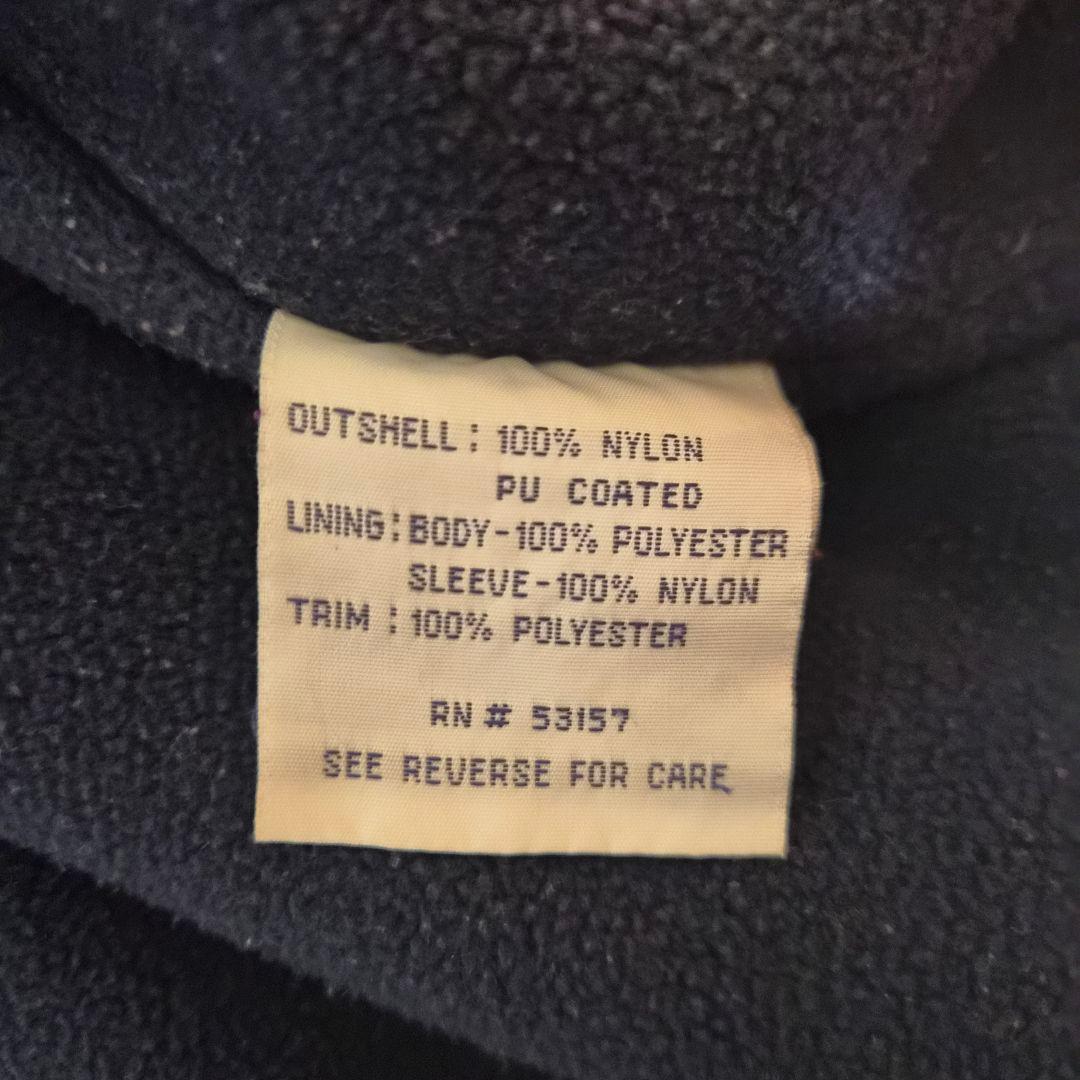 OUTSHELL: 100% NYLON
PU COATED
LINING: BODY-100% POLYESTER
SLEEVE-100% NYLON
TRIM: 100% POLYESTER
RN # 53157
SEE REVERSE FOR CARE